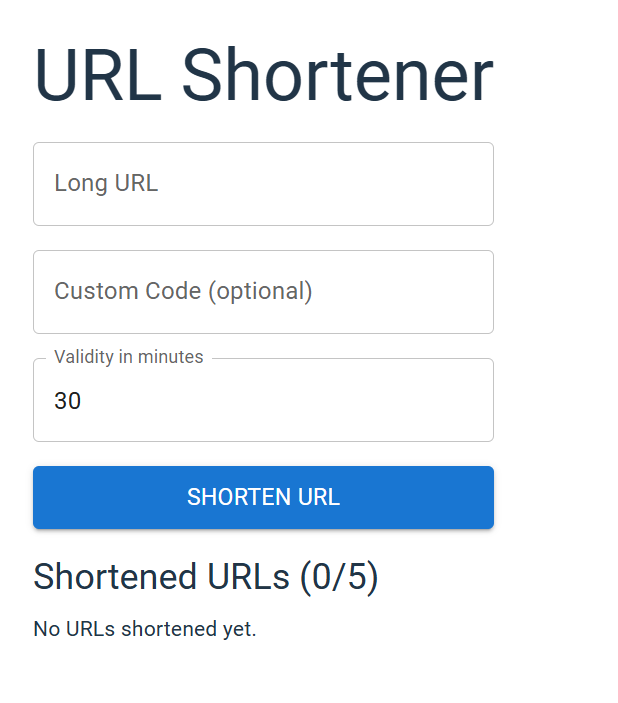 URL Shortener
Long URL
Custom Code (optional)
Validity in minutes
30
SHORTEN URL
Shortened URLs (0/5)
No URLs shortened yet.